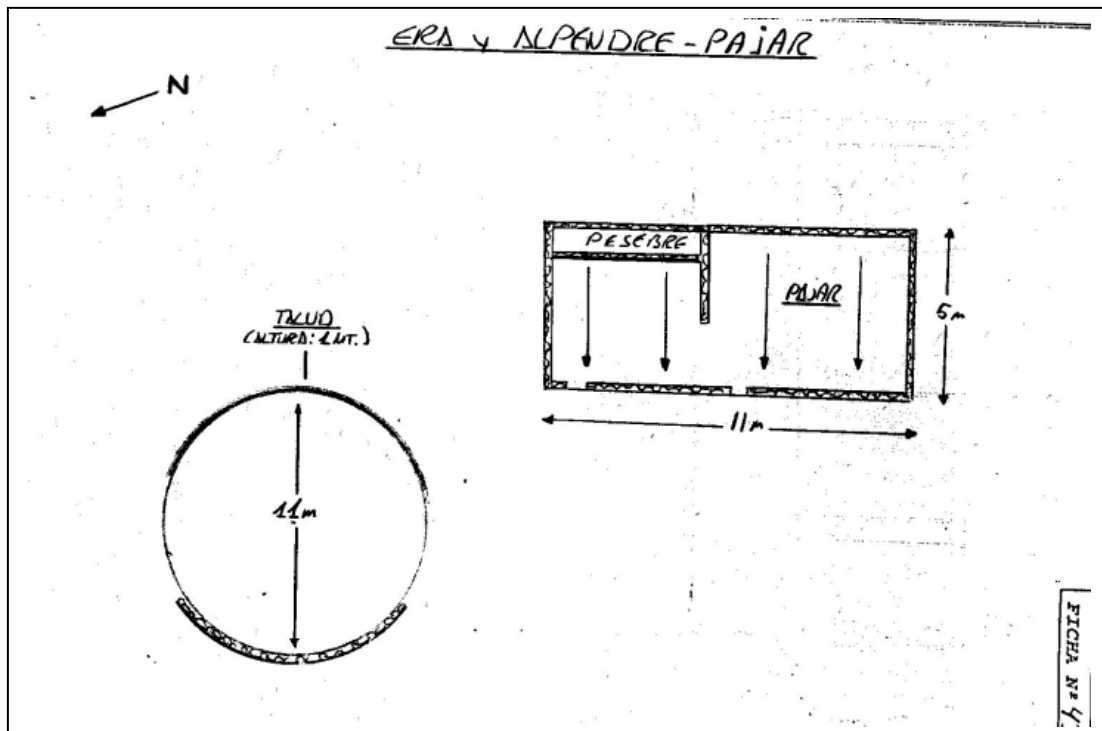 ERA y ALPENDRE - PAJAR
N
PESEBRE
PAJAR
5m
11m
TALUD
(ALTURA: 1 MT.)
11m
FICHA Nº 4